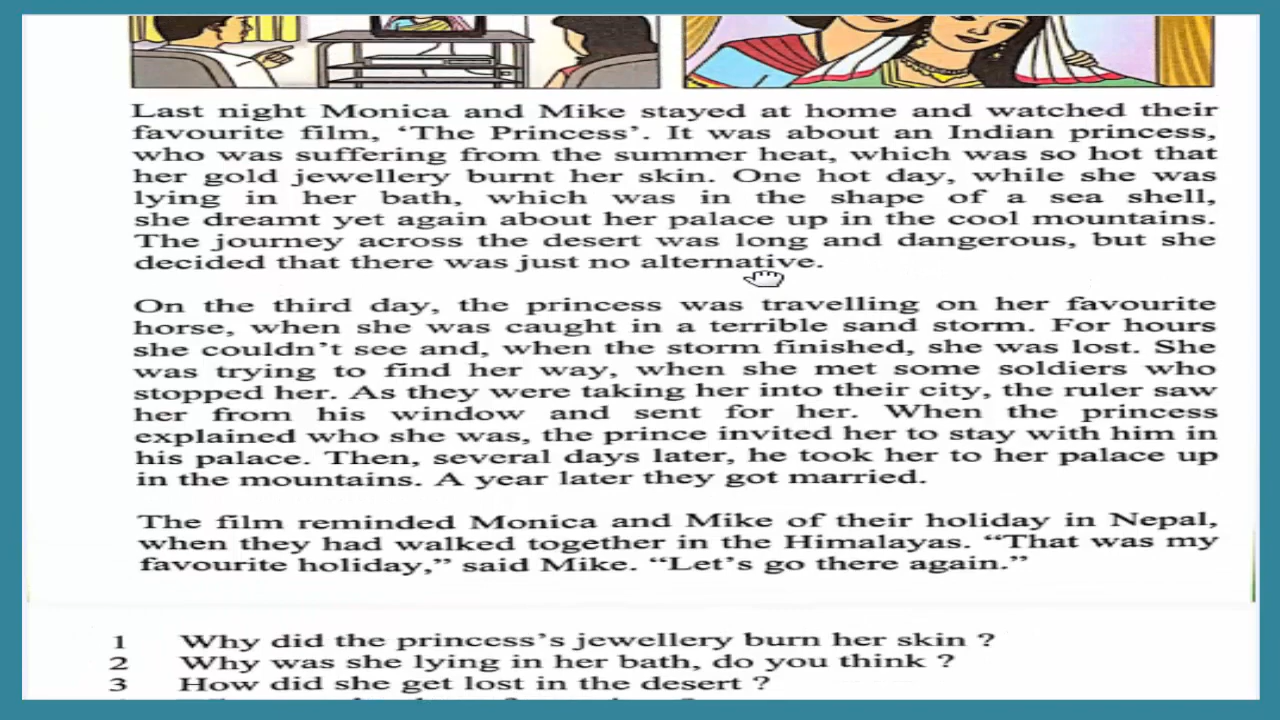 Last night Monica and Mike stayed at home and watched their
favourite film, ‘The Princess’. It was about an Indian princess,
who was suffering from the summer heat, which was so hot that
her gold jewellery burnt her skin. One hot day, while she was
lying in her bath, which was in the shape of a sea shell,
she dreamt yet again about her palace up in the cool mountains.
The journey across the desert was long and dangerous, but she
decided that there was just no alternative.
On the third day, the princess was travelling on her favourite
horse, when she was caught in a terrible sand storm. For hours
she couldn’t see and, when the storm finished, she was lost. She
was trying to find her way, when she met some soldiers who
stopped her. As they were taking her into their city, the ruler saw
her from his window and sent for her. When the princess
explained who she was, the prince invited her to stay with him in
his palace. Then, several days later, he took her to her palace up
in the mountains. A year later they got married.
The film reminded Monica and Mike of their holiday in Nepal,
when they had walked together in the Himalayas. “That was my
favourite holiday,” said Mike. “Let’s go there again.”
1 Why did the princess’s jewellery burn her skin ?
2 Why was she lying in her bath, do you think ?
3 How did she get lost in the desert ?